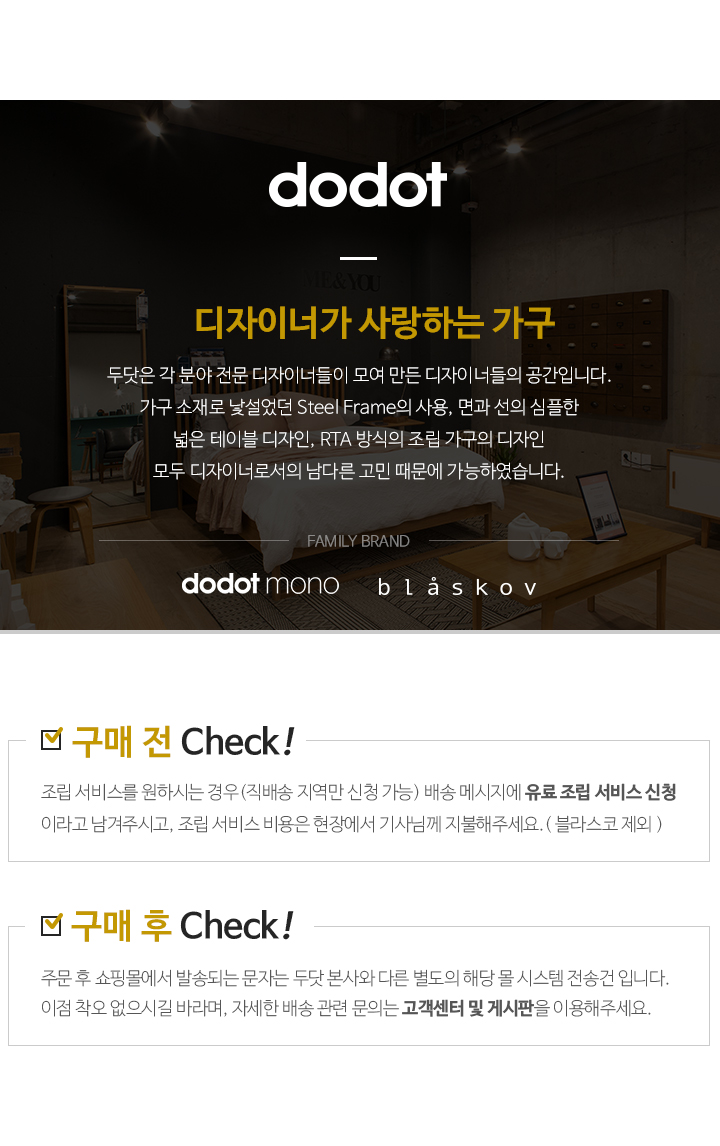 dodot
ME&YOU
디자이너가 사랑하는 가구
두닷은 각 분야 전문 디자이너들이 모여 만든 디자이너들의 공간입니다.
가구 소재로 낯설었던 Steel Frame의 사용, 면과 선의 심플한
넓은 테이블 디자인, RTA 방식의 조립 가구의 디자인
모두 디자이너로서의 남다른 고민 때문에 가능하였습니다.
FAMILY BRAND
dodot mono blåskov
구매 전 Check!
조립 서비스를 원하시는 경우(직배송 지역만 신청 가능) 배송 메시지에 유료 조립 서비스 신청
이라고 남겨주시고, 조립 서비스 비용은 현장에서 기사님께 지불해주세요.( 블라스코 제외 )
구매 후 Check!
주문 후 쇼핑몰에서 발송되는 문자는 두닷 본사와 다른 별도의 해당 몰 시스템 전송건 입니다.
이점 착오 없으시길 바라며, 자세한 배송 관련 문의는 고객센터 및 게시판을 이용해주세요.